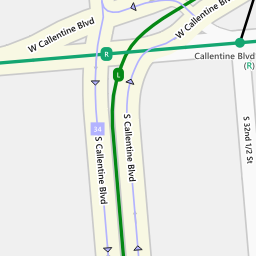 W Callentine Blvd
W Callentine Blvd
R
Callentine Blvd
(R)
L
34
S Callentine Blvd
S Callentine Blvd
S 32nd 1/2 St